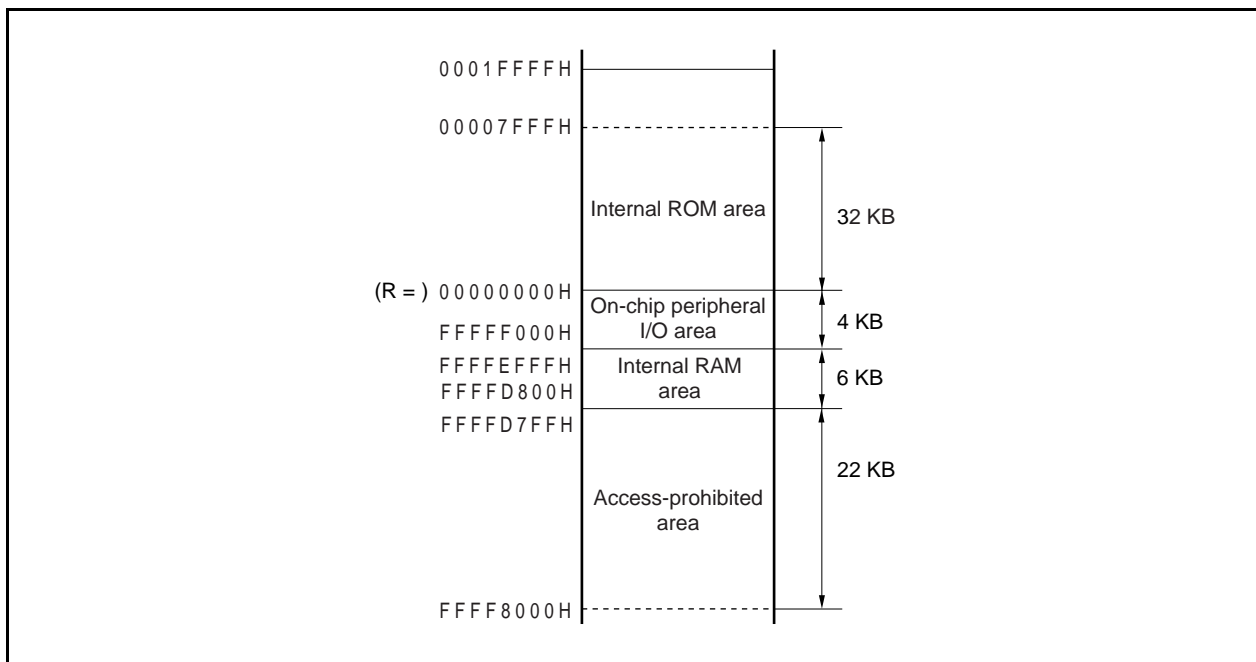 0001FFFFH
00007FFFH
Internal ROM area
32 KB
(R = ) 00000000H
On-chip peripheral
I/O area
4 KB
FFFFF000H
FFFFEFFFH
Internal RAM
area
6 KB
FFFFD800H
FFFFD7FFH
22 KB
Access-prohibited
area
FFFF8000H